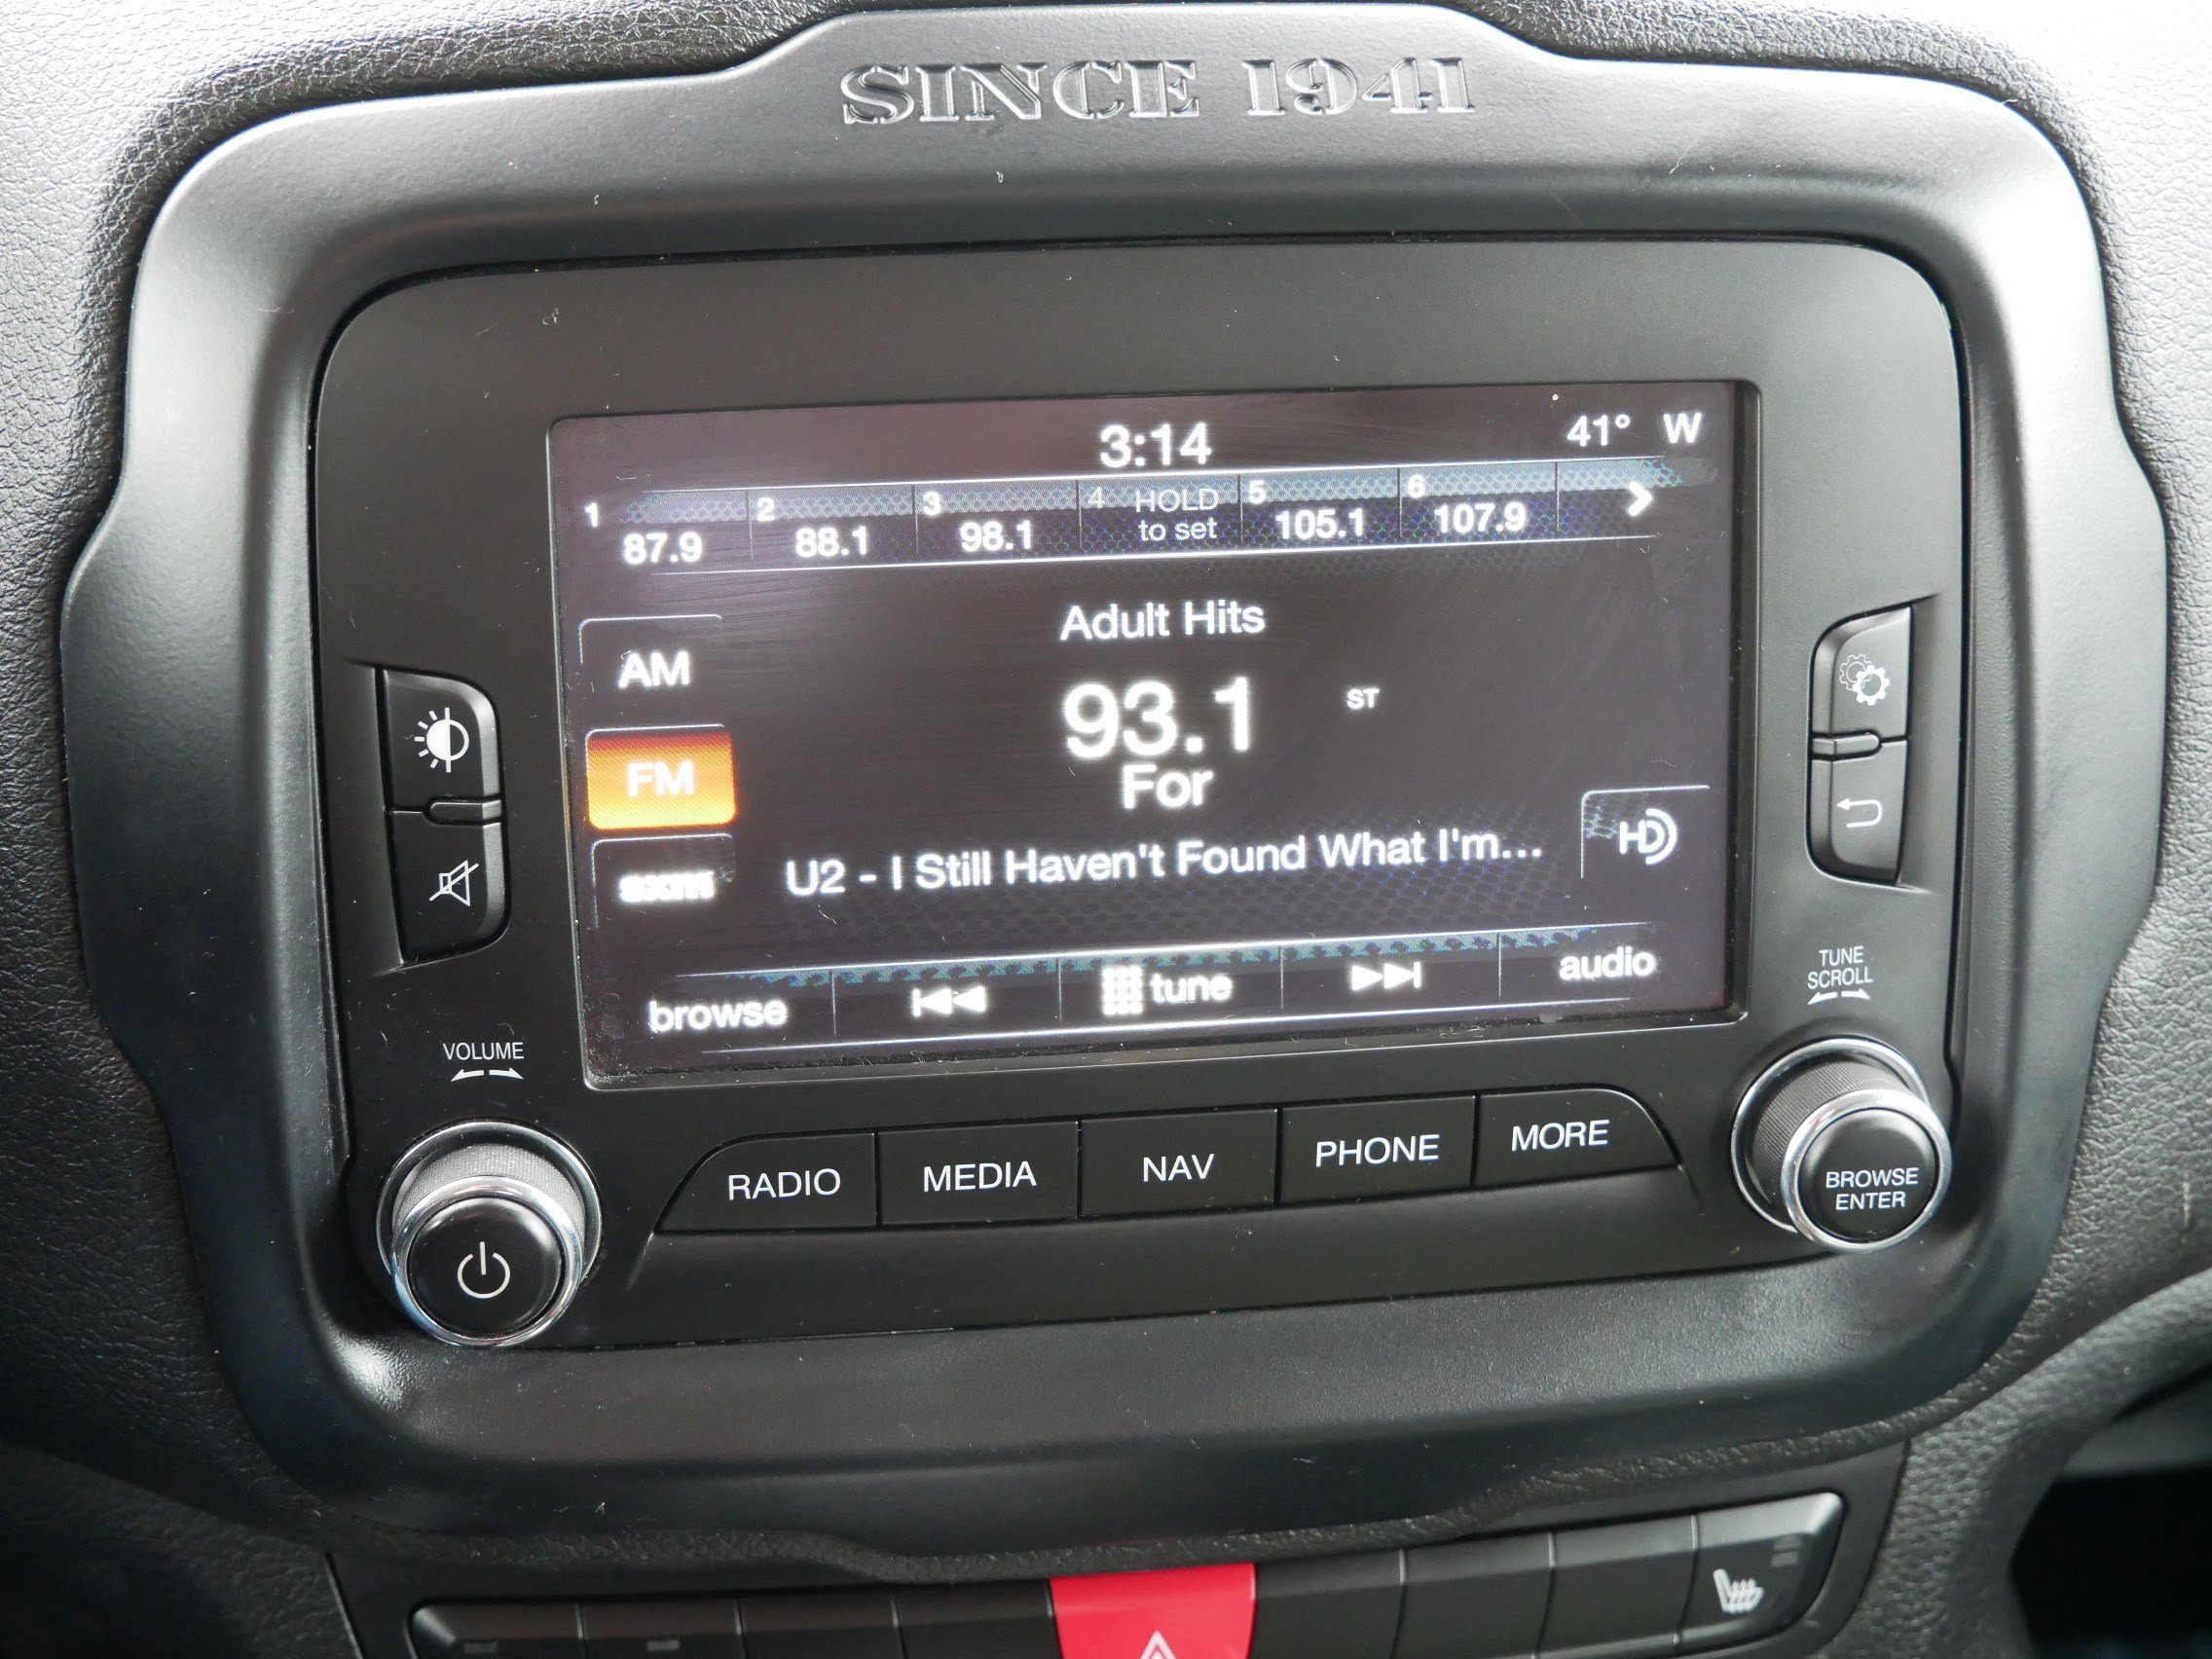 SINCE 1941
3:14
41° W
1 87.9
2 88.1
3 98.1
4 HOLD
to set
5 105.1
6 107.9
AM
FM
sxm
Adult Hits
93.1 ST
For
U2 - I Still Haven't Found What I'm...
HD
browse
tune
audio
VOLUME
TUNE
SCROLL
RADIO
MEDIA
NAV
PHONE
MORE
BROWSE
ENTER